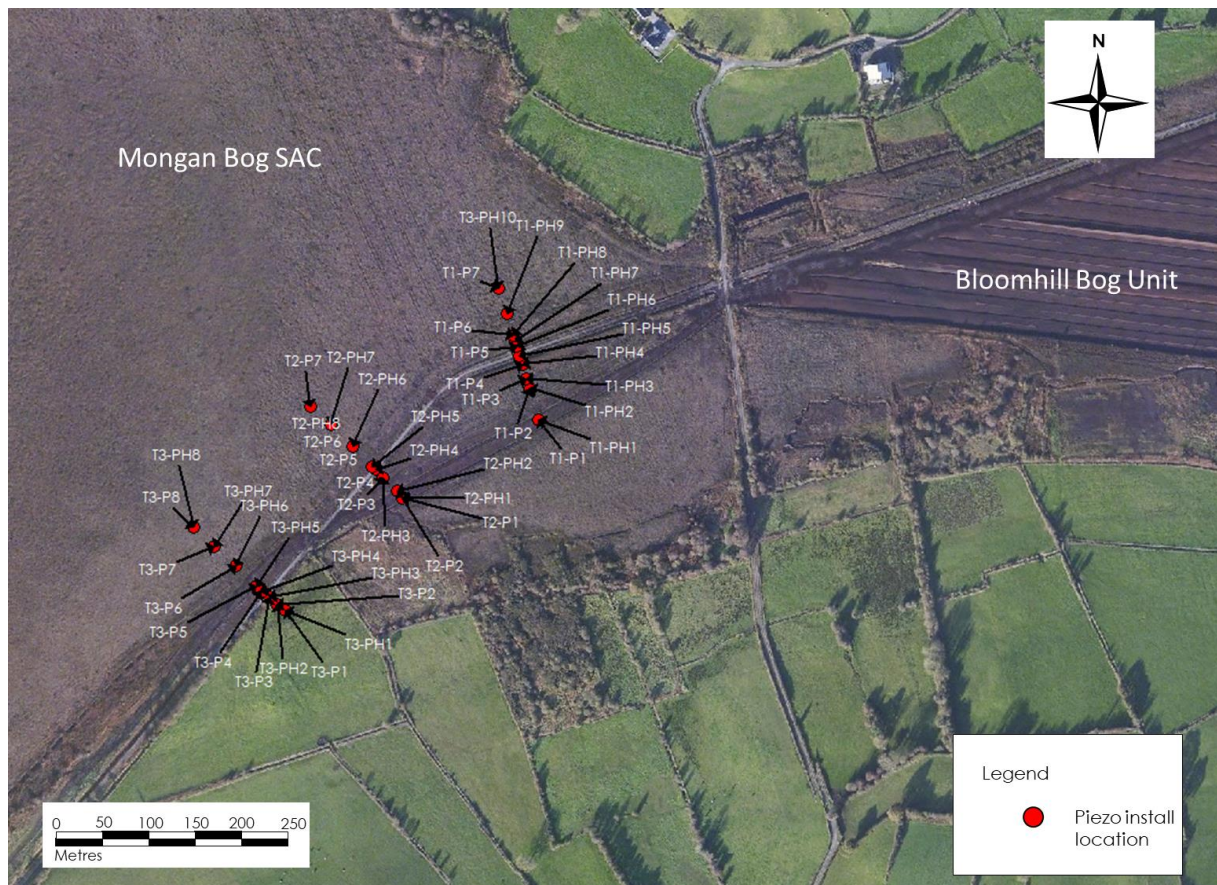 N
Mongan Bog SAC
Bloomhill Bog Unit
T3-PH10
T1-PH9
T1-PH8
T1-P7
T1-PH7
T1-PH6
T1-P6
T1-PH5
T1-P5
T1-PH4
T1-P4
T1-PH3
T1-P3
T1-PH2
T1-P2
T1-PH1
T1-P1
T2-P7
T2-PH7
T2-PH6
T2-PH8
T2-PH5
T2-P6
T2-PH4
T2-P5
T2-PH2
T2-P4
T2-PH1
T2-P3
T2-P1
T2-PH3
T2-P2
T3-PH8
T3-PH7
T3-PH6
T3-P8
T3-PH5
T3-PH4
T3-P7
T3-PH3
T3-P2
T3-P6
T3-P5
T3-PH1
T3-P4
T3-PH2
T3-P1
T3-P3
0 50 100 150 200 250
Metres
Legend
Piezo install
location